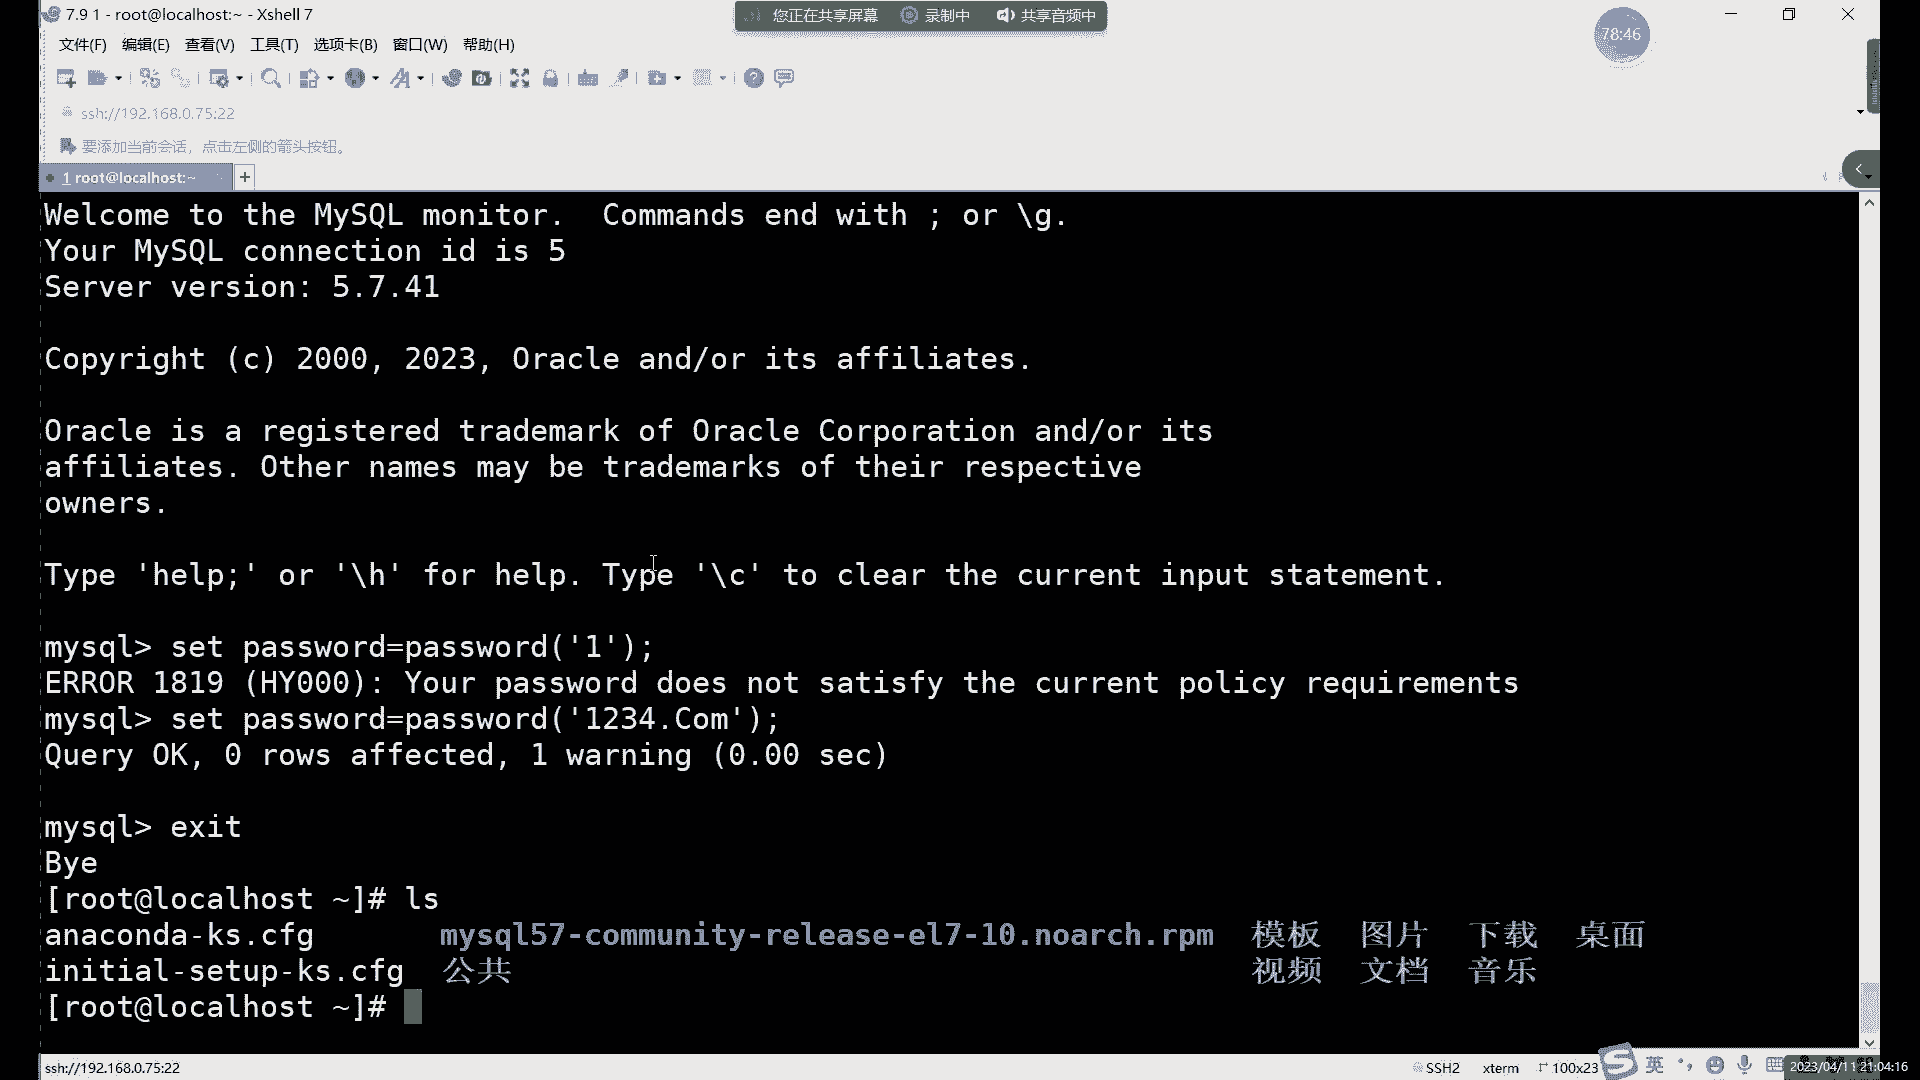 7.9 1 - root@localhost:~ - Xshell 7
您正在共享屏幕 录制中 共享音频中
78:46
文件(F) 编辑(E) 查看(V) 工具(T) 选项卡(B) 窗口(W) 帮助(H)
ssh://192.168.0.75:22
要添加当前会话，点击左侧的箭头按钮。
1 root@localhost:~ +
Welcome to the MySQL monitor.  Commands end with ; or \g.
Your MySQL connection id is 5
Server version: 5.7.41
Copyright (c) 2000, 2023, Oracle and/or its affiliates.
Oracle is a registered trademark of Oracle Corporation and/or its
affiliates. Other names may be trademarks of their respective
owners.
Type 'help;' or '\h' for help. Type '\c' to clear the current input statement.
mysql> set password=password('1');
ERROR 1819 (HY000): Your password does not satisfy the current policy requirements
mysql> set password=password('1234.Com');
Query OK, 0 rows affected, 1 warning (0.00 sec)
mysql> exit
Bye
[root@localhost ~]# ls
anaconda-ks.cfg mysql57-community-release-el7-10.noarch.rpm 模板 图片 下载 桌面
initial-setup-ks.cfg 公共 视频 文档 音乐
[root@localhost ~]#
ssh://192.168.0.75:22 SSH2 xterm 100x23 英 2023/04/11 21:04:16